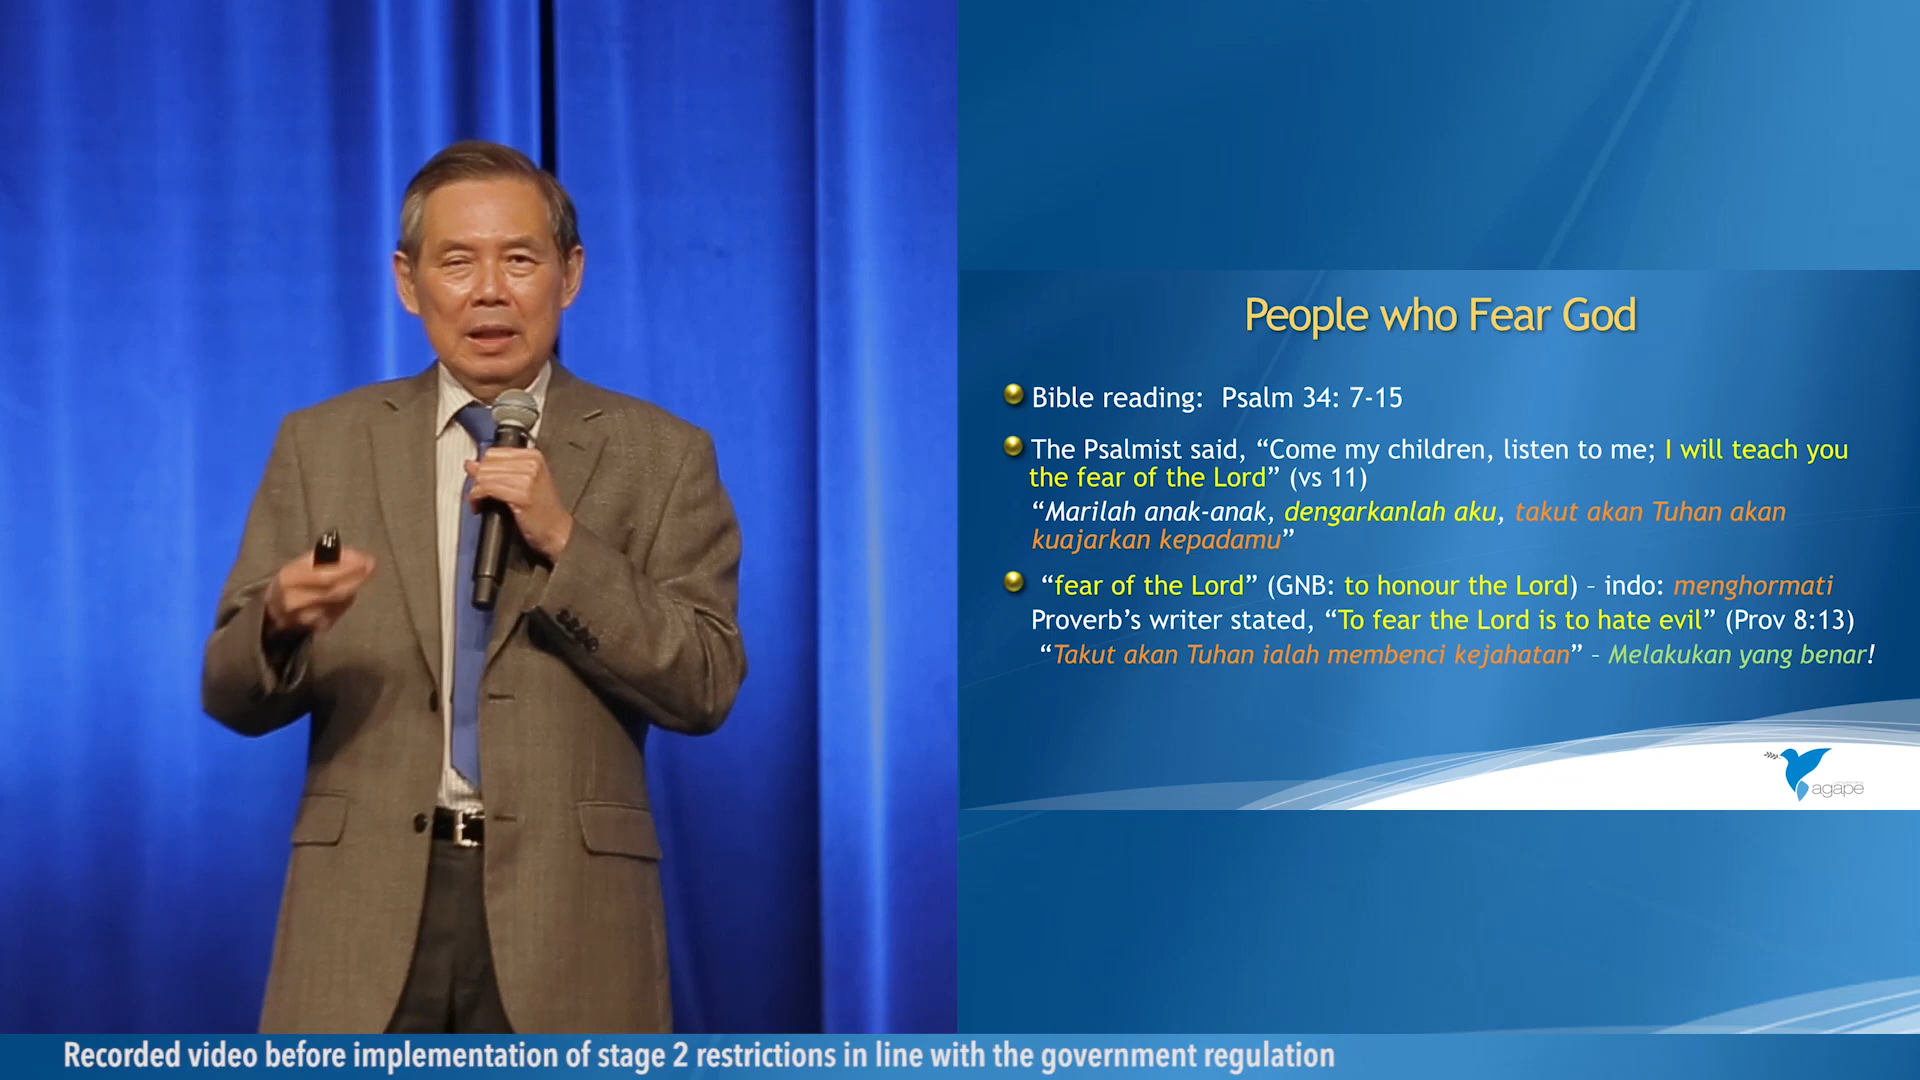 People who Fear God
Bible reading: Psalm 34: 7-15
The Psalmist said, “Come my children, listen to me; I will teach you
the fear of the Lord” (vs 11)
“Marilah anak-anak, dengarkanlah aku, takut akan Tuhan akan
kuajarkan kepadamu”
“fear of the Lord” (GNB: to honour the Lord) – indo: menghormati
Proverb’s writer stated, “To fear the Lord is to hate evil” (Prov 8:13)
“Takut akan Tuhan ialah membenci kejahatan” – Melakukan yang benar!
agape
Recorded video before implementation of stage 2 restrictions in line with the government regulation